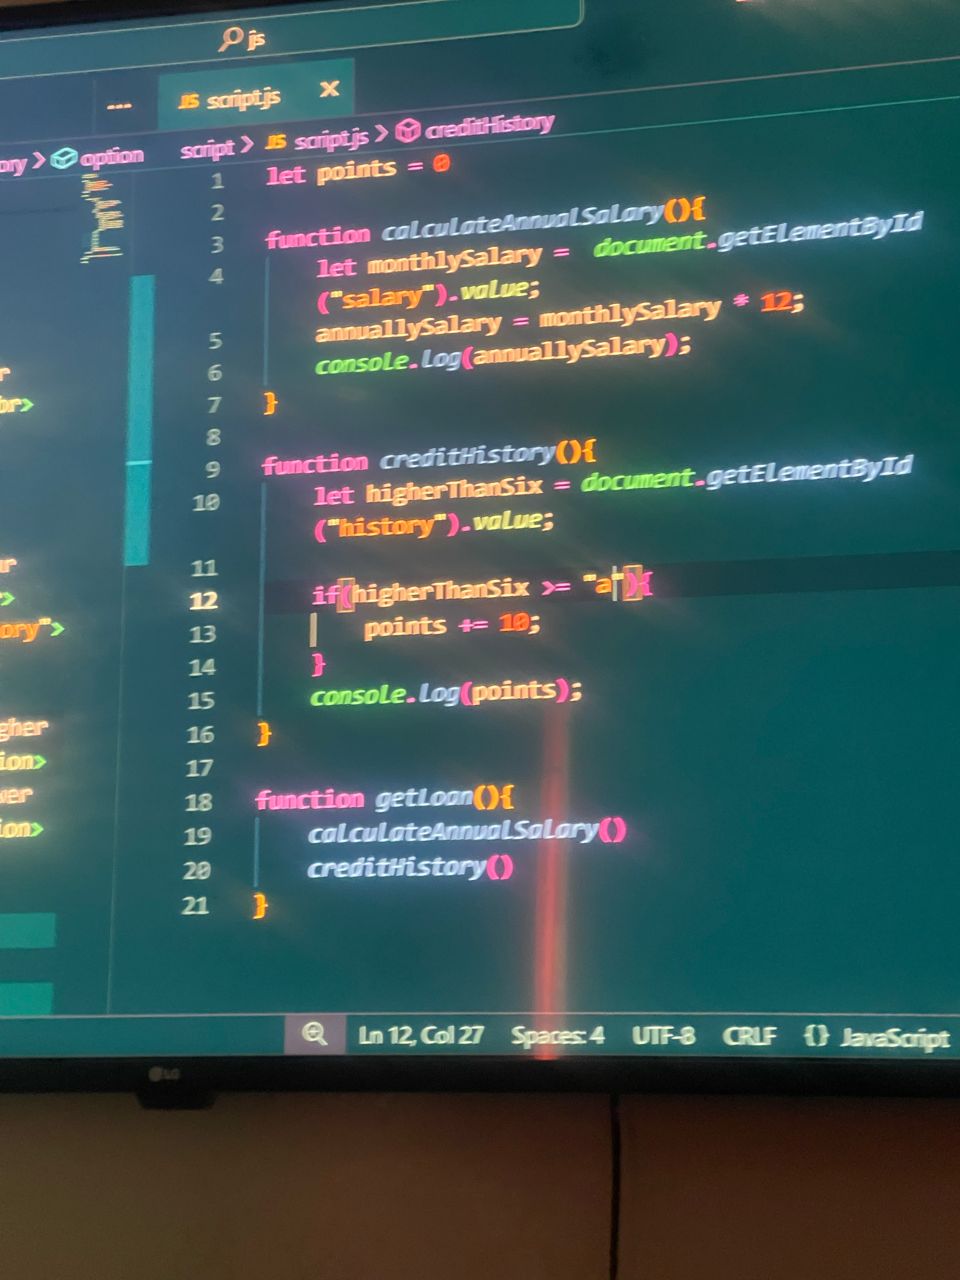 js
... JS script.js X
option
script > JS script.js > creditHistory
1 let points = 0
2
3 function calculateAnnualSalary(){
4 let monthlySalary = document.getElementById
("salary").value;
5 annuallySalary = monthlySalary * 12;
6 console.log(annuallySalary);
7 }
8
9 function creditHistory(){
10 let higherThanSix = document.getElementById
("history").value;
11
12 if(higherThanSix >= "a"){
13 points += 10;
14 }
15 console.log(points);
16 }
17
18 function getLoan(){
19 calculateAnnualSalary()
20 creditHistory()
21 }
Ln 12, Col 27 Spaces: 4 UTF-8 CRLF {} JavaScript
LG